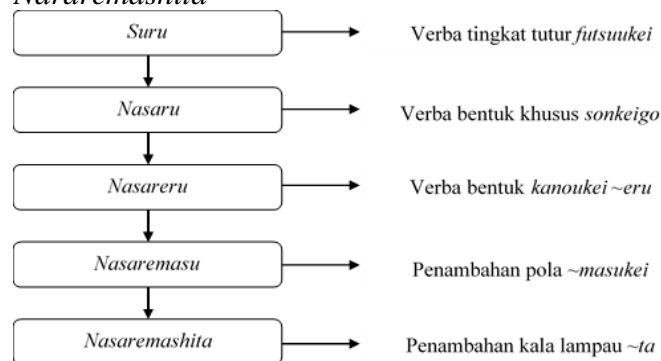 Nararemashita
Suru → Verba tingkat tutur futsuukei
Nasaru → Verba bentuk khusus sonkeigo
Nasareru → Verba bentuk kanoukei ~eru
Nasaremasu → Penambahan pola ~masukei
Nasaremashita → Penambahan kala lampau ~ta